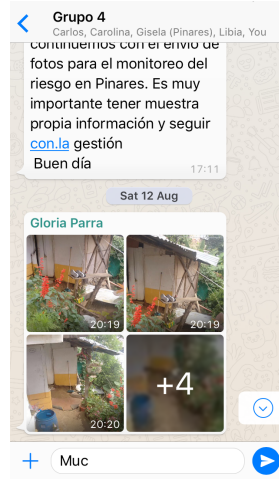 Grupo 4
Carlos, Carolina, Gisela (Pinares), Libia, You
continuemos con el envío de
fotos para el monitoreo del
riesgo en Pinares. Es muy
importante tener muestra
propia información y seguir
con.la gestión
Buen día
17:11
Sat 12 Aug
Gloria Parra
20:19
20:19
20:20
+4
Muc